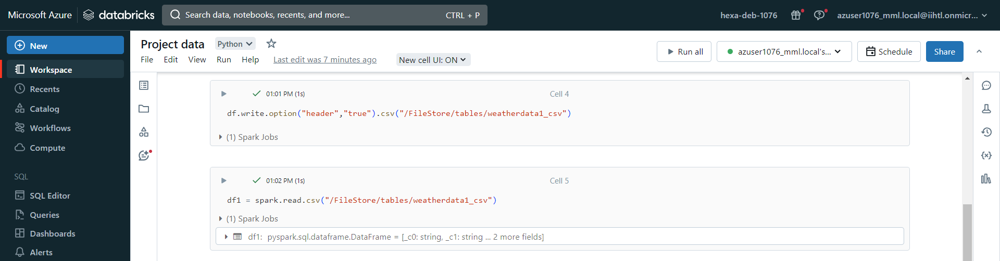 Microsoft Azure databricks Search data, notebooks, recents, and more... CTRL + P hexa-deb-1076 azuser1076_mml.local@iihtl.onmicr...
New
Workspace
Recents
Catalog
Workflows
Compute
SQL
SQL Editor
Queries
Dashboards
Alerts
Project data Python
File Edit View Run Help Last edit was 7 minutes ago New cell UI: ON
Run all azuser1076_mml.local's... Schedule Share
01:01 PM (1s) Cell 4
df.write.option("header","true").csv("/FileStore/tables/weatherdata1_csv")
(1) Spark Jobs
01:02 PM (1s) Cell 5
df1 = spark.read.csv("/FileStore/tables/weatherdata1_csv")
(1) Spark Jobs
df1: pyspark.sql.dataframe.DataFrame = [_c0: string, _c1: string ... 2 more fields]